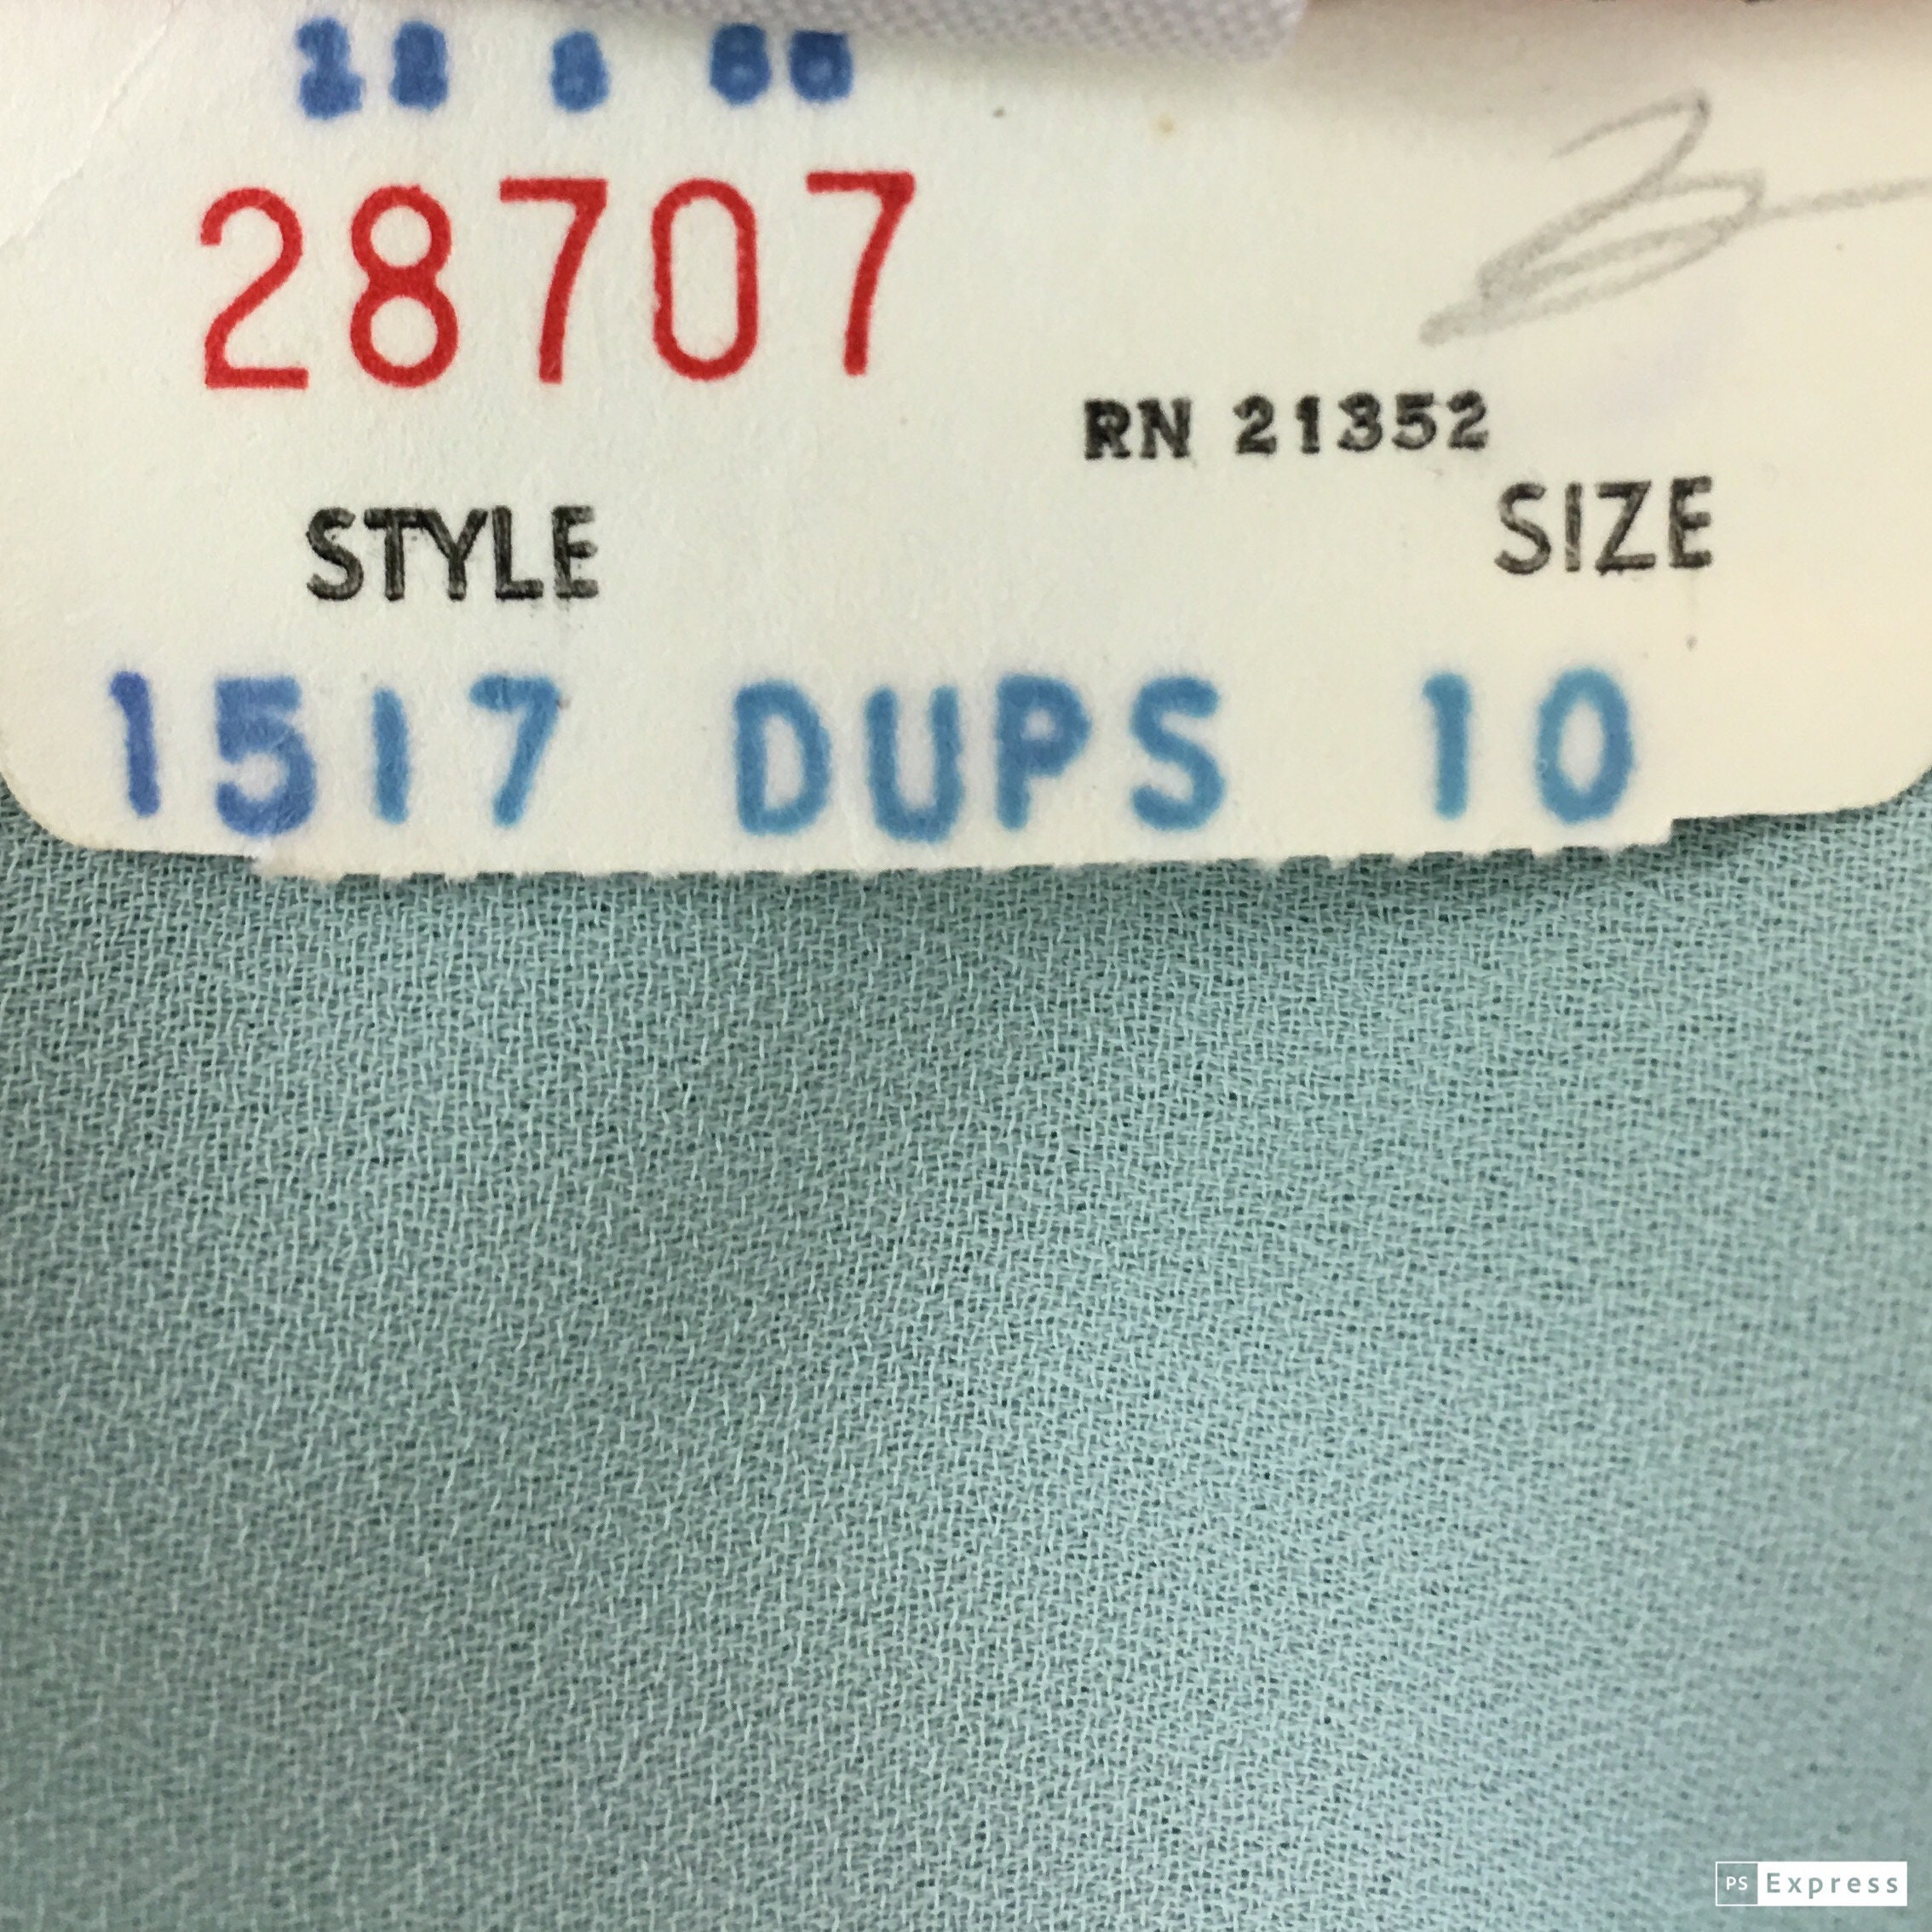 28707
RN 21352
STYLE SIZE
1517 DUPS 10
PS Express